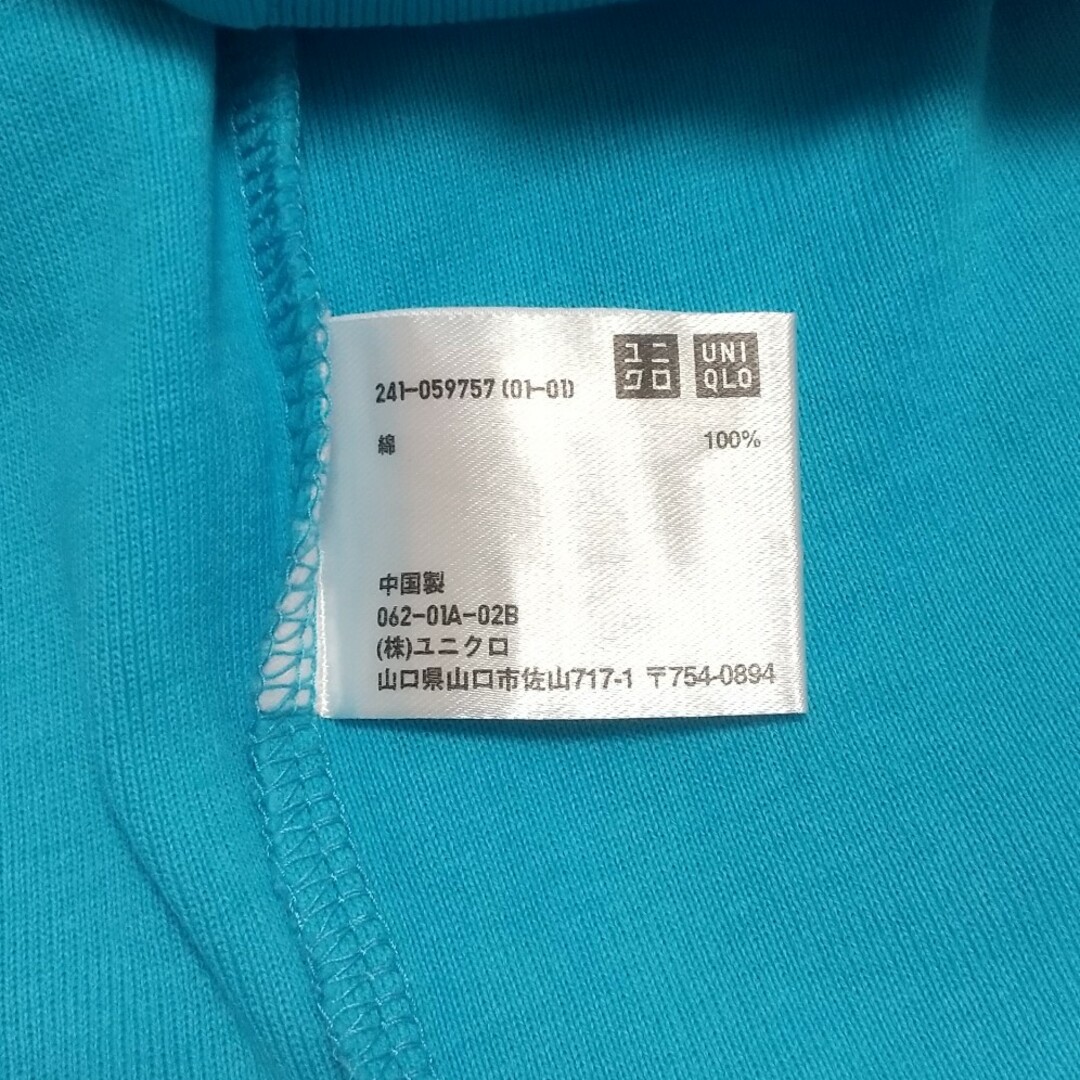 241-059757 (01-01)
ユニ
クロ
UNI
QLO
綿 100%
中国製
062-01A-02B
(株)ユニクロ
山口県山口市佐山717-1 〒754-0894